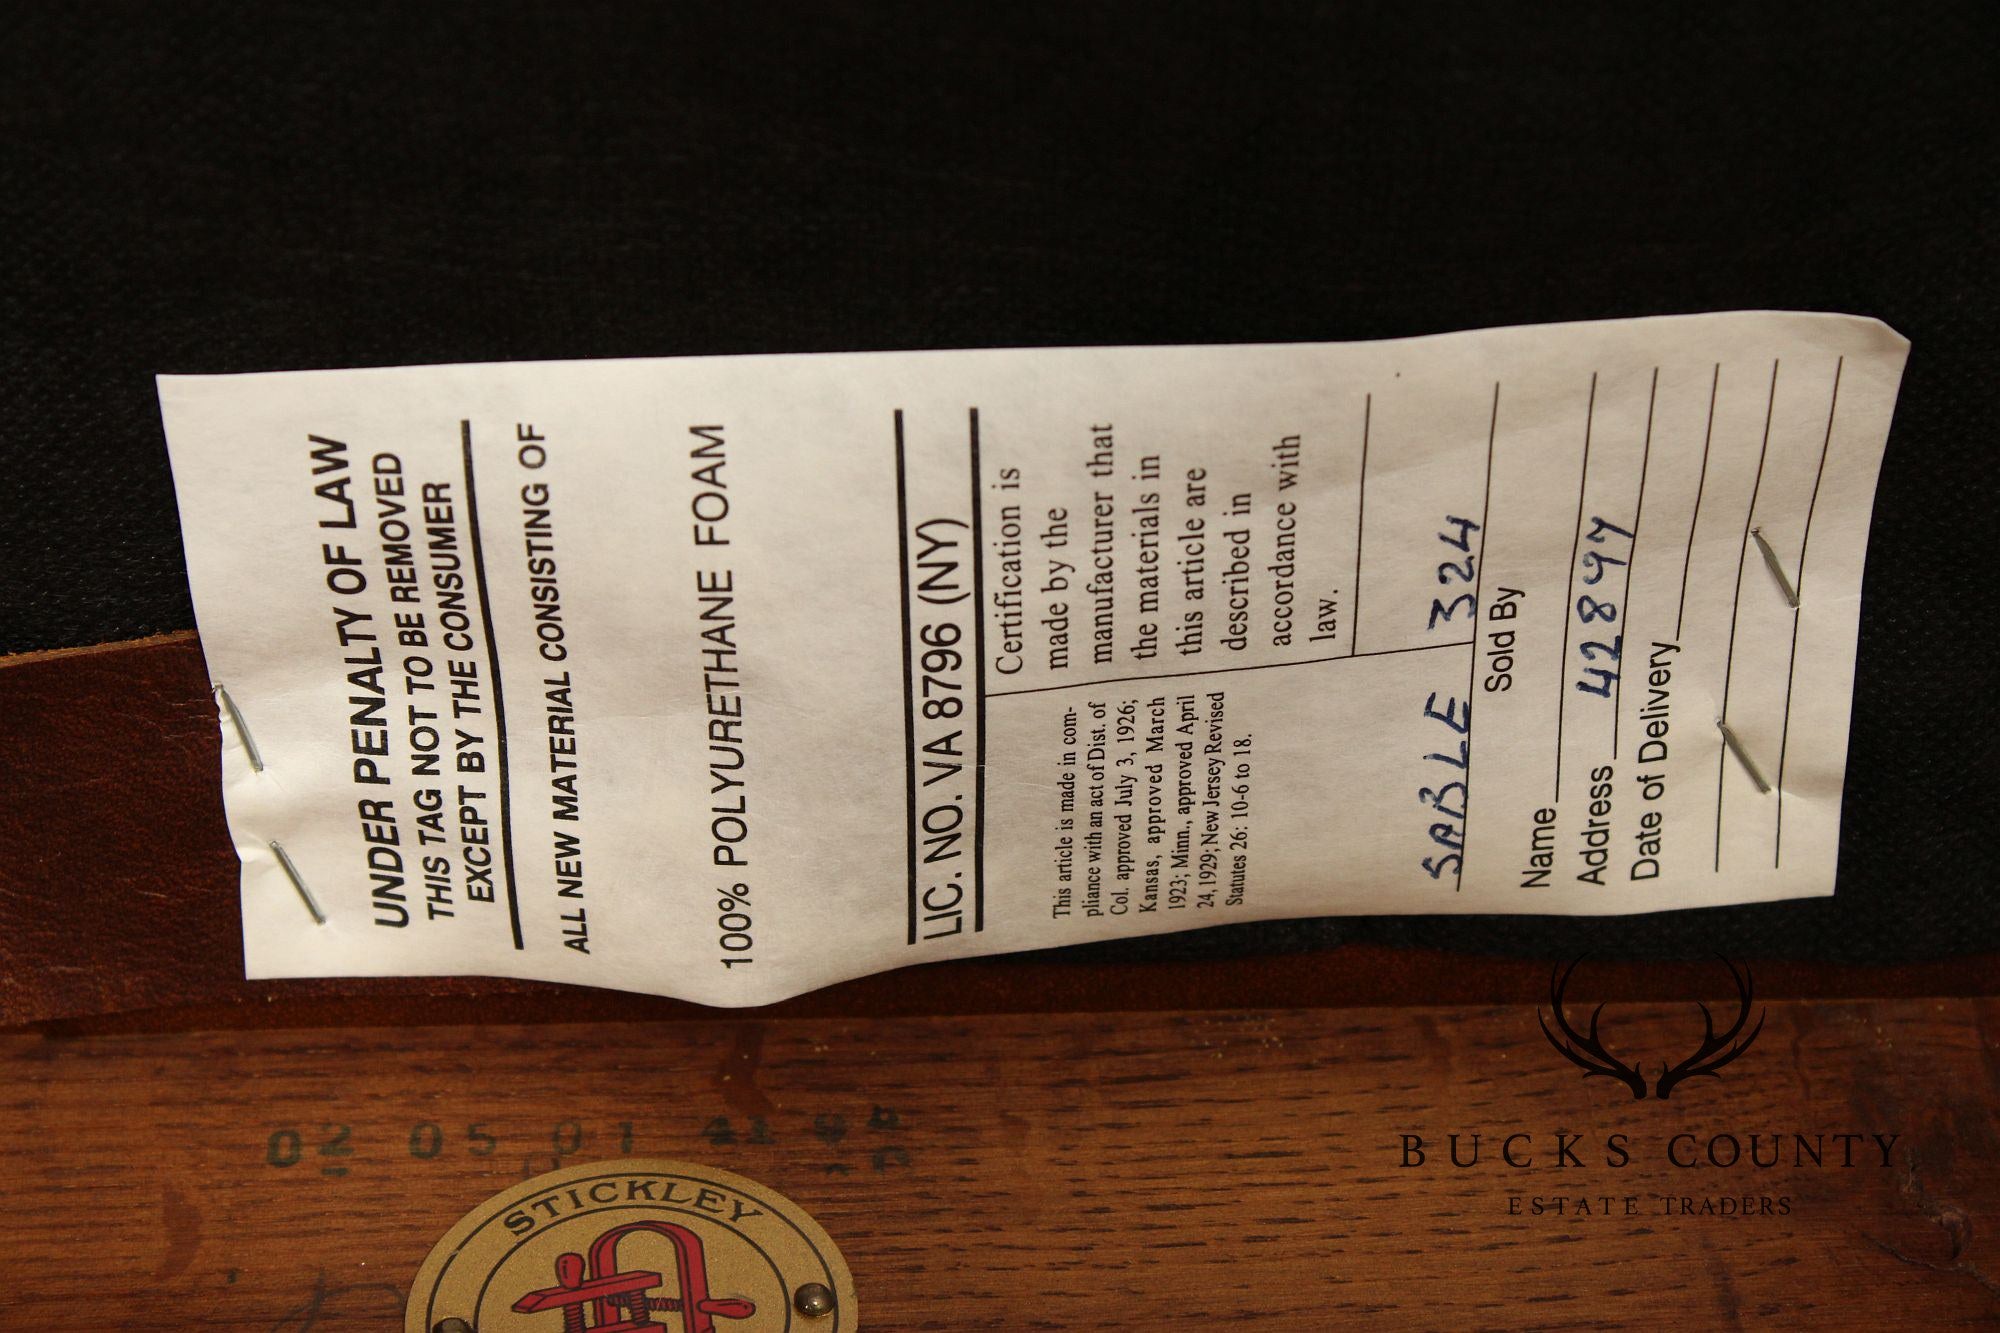 UNDER PENALTY OF LAW
THIS TAG NOT TO BE REMOVED
EXCEPT BY THE CONSUMER
ALL NEW MATERIAL CONSISTING OF
100% POLYURETHANE FOAM
LIC. NO. VA 8796 (NY)
This article is made in com-
pliance with an act of Dist. of
Col. approved July 3, 1926;
Kansas, approved March
1923; Minn., approved April
24, 1929; New Jersey Revised
Statutes 26: 10-6 to 18.
Certification is
made by the
manufacturer that
the materials in
this article are
described in
accordance with
law.
SABLE 324
Sold By
Name
Address 42897
Date of Delivery
02 05 01
STICKLEY
BUCKS COUNTY
ESTATE TRADERS